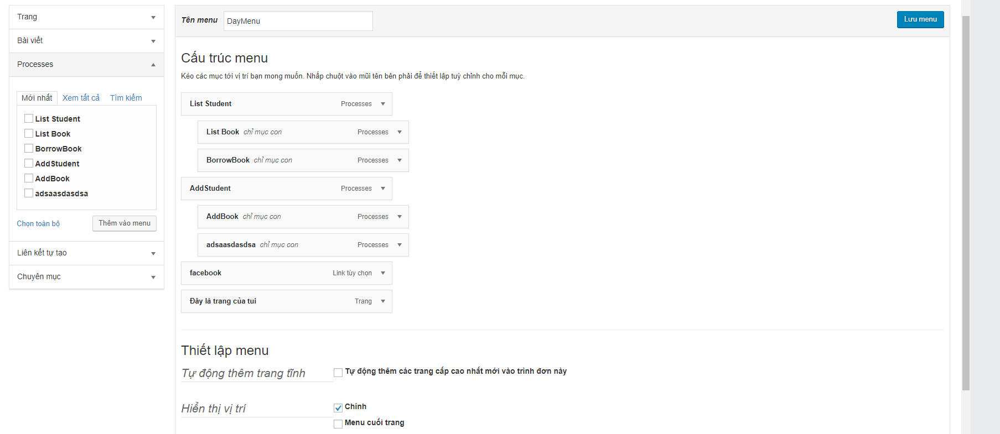 Trang
Bài viết
Processes
Mới nhất Xem tất cả Tìm kiếm
List Student
List Book
BorrowBook
AddStudent
AddBook
adsaasdasdsa
Chọn toàn bộ Thêm vào menu
Liên kết tự tạo
Chuyên mục
Tên menu DayMenu Lưu menu
Cấu trúc menu
Kéo các mục tới vị trí bạn mong muốn. Nhấp chuột vào mũi tên bên phải để thiết lập tuỳ chỉnh cho mỗi mục.
List Student Processes
List Book chỉ mục con Processes
BorrowBook chỉ mục con Processes
AddStudent Processes
AddBook chỉ mục con Processes
adsaasdasdsa chỉ mục con Processes
facebook Link tùy chọn
Đây là trang của tui Trang
Thiết lập menu
Tự động thêm trang tĩnh Tự động thêm các trang cấp cao nhất mới vào trình đơn này
Hiển thị vị trí Chính
Menu cuối trang